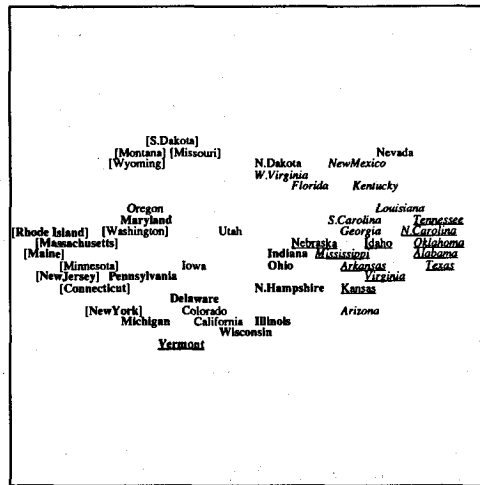 [S.Dakota]
[Montana] [Missouri] Nevada
[Wyoming] N.Dakota NewMexico
W.Virginia
Florida Kentucky
Oregon Louisiana
Maryland S.Carolina Tennessee
[Rhode Island] [Washington] Utah Georgia N.Carolina
[Massachusetts] Nebraska Idaho Oklahoma
[Maine] Indiana Mississippi Alabama
[Minnesota] Iowa Ohio Arkansas Texas
[NewJersey] Pennsylvania Virginia
[Connecticut] N.Hampshire Kansas
Delaware
[NewYork] Colorado Arizona
Michigan California Illinois
Wisconsin
Vermont